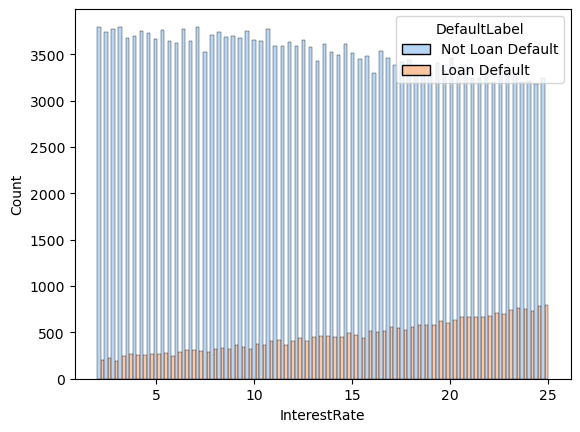 DefaultLabel
Not Loan Default
Loan Default
3500
3000
2500
2000
1500
1000
500
0
Count
5 10 15 20 25
InterestRate